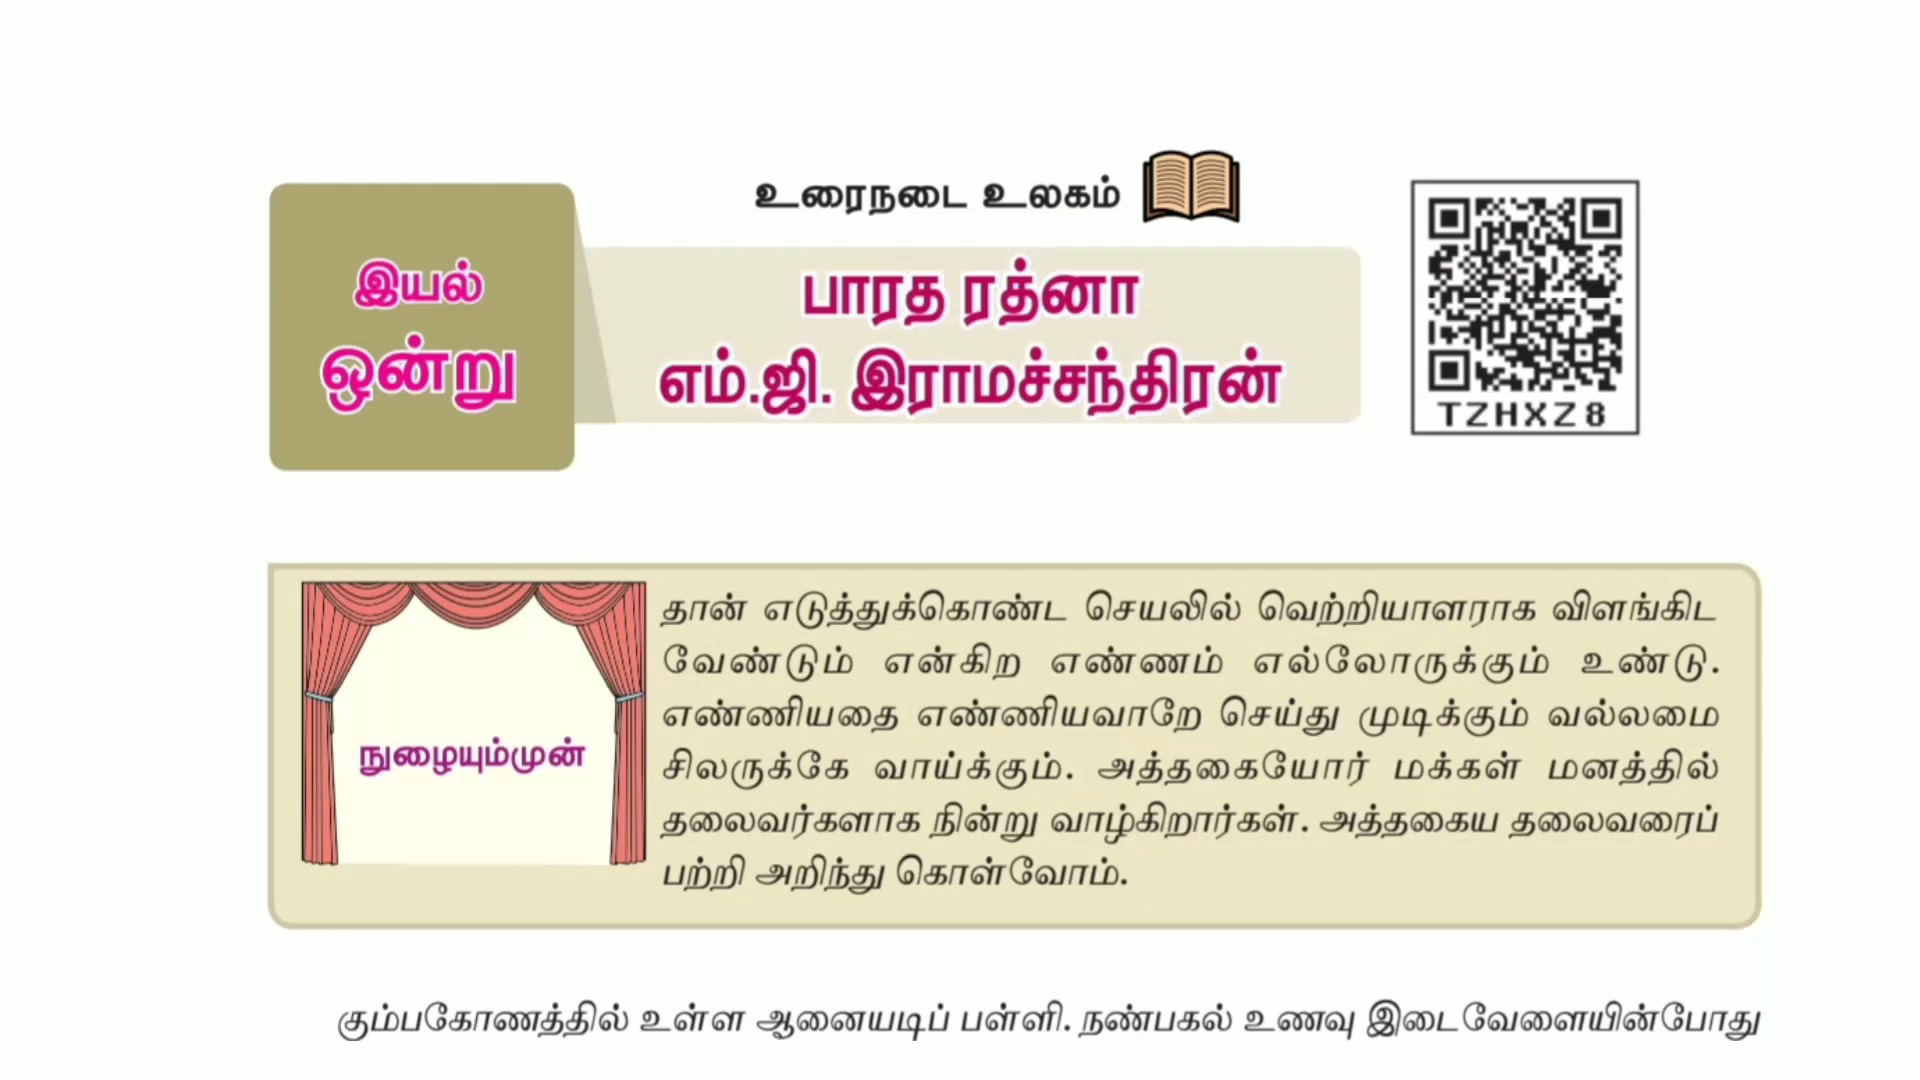 உரைநடை உலகம்
இயல்
ஒன்று
பாரத ரத்னா
எம்.ஜி. இராமச்சந்திரன்
TZHXZ8
நுழையும்முன்
தான் எடுத்துக்கொண்ட செயலில் வெற்றியாளராக விளங்கிட
வேண்டும் என்கிற எண்ணம் எல்லோருக்கும் உண்டு.
எண்ணியதை எண்ணியவாறே செய்து முடிக்கும் வல்லமை
சிலருக்கே வாய்க்கும். அத்தகையோர் மக்கள் மனத்தில்
தலைவர்களாக நின்று வாழ்கிறார்கள். அத்தகைய தலைவரைப்
பற்றி அறிந்து கொள்வோம்.
கும்பகோணத்தில் உள்ள ஆனையடிப் பள்ளி. நண்பகல் உணவு இடைவேளையின்போது